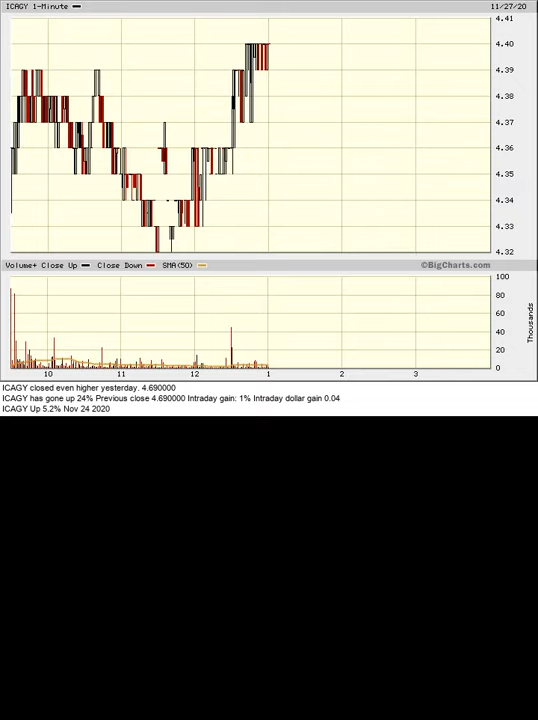 ICAGY 1-Minute 11/27/20
4.41
4.40
4.39
4.38
4.37
4.36
4.35
4.34
4.33
4.32
Volume+ Close Up Close Down SMA(50) ©BigCharts.com
100
80
60
40
20
0
Thousands
10 11 12 1 2 3
ICAGY closed even higher yesterday. 4.690000
ICAGY has gone up 24% Previous close 4.690000 Intraday gain: 1% Intraday dollar gain 0.04
ICAGY Up 5.2% Nov 24 2020